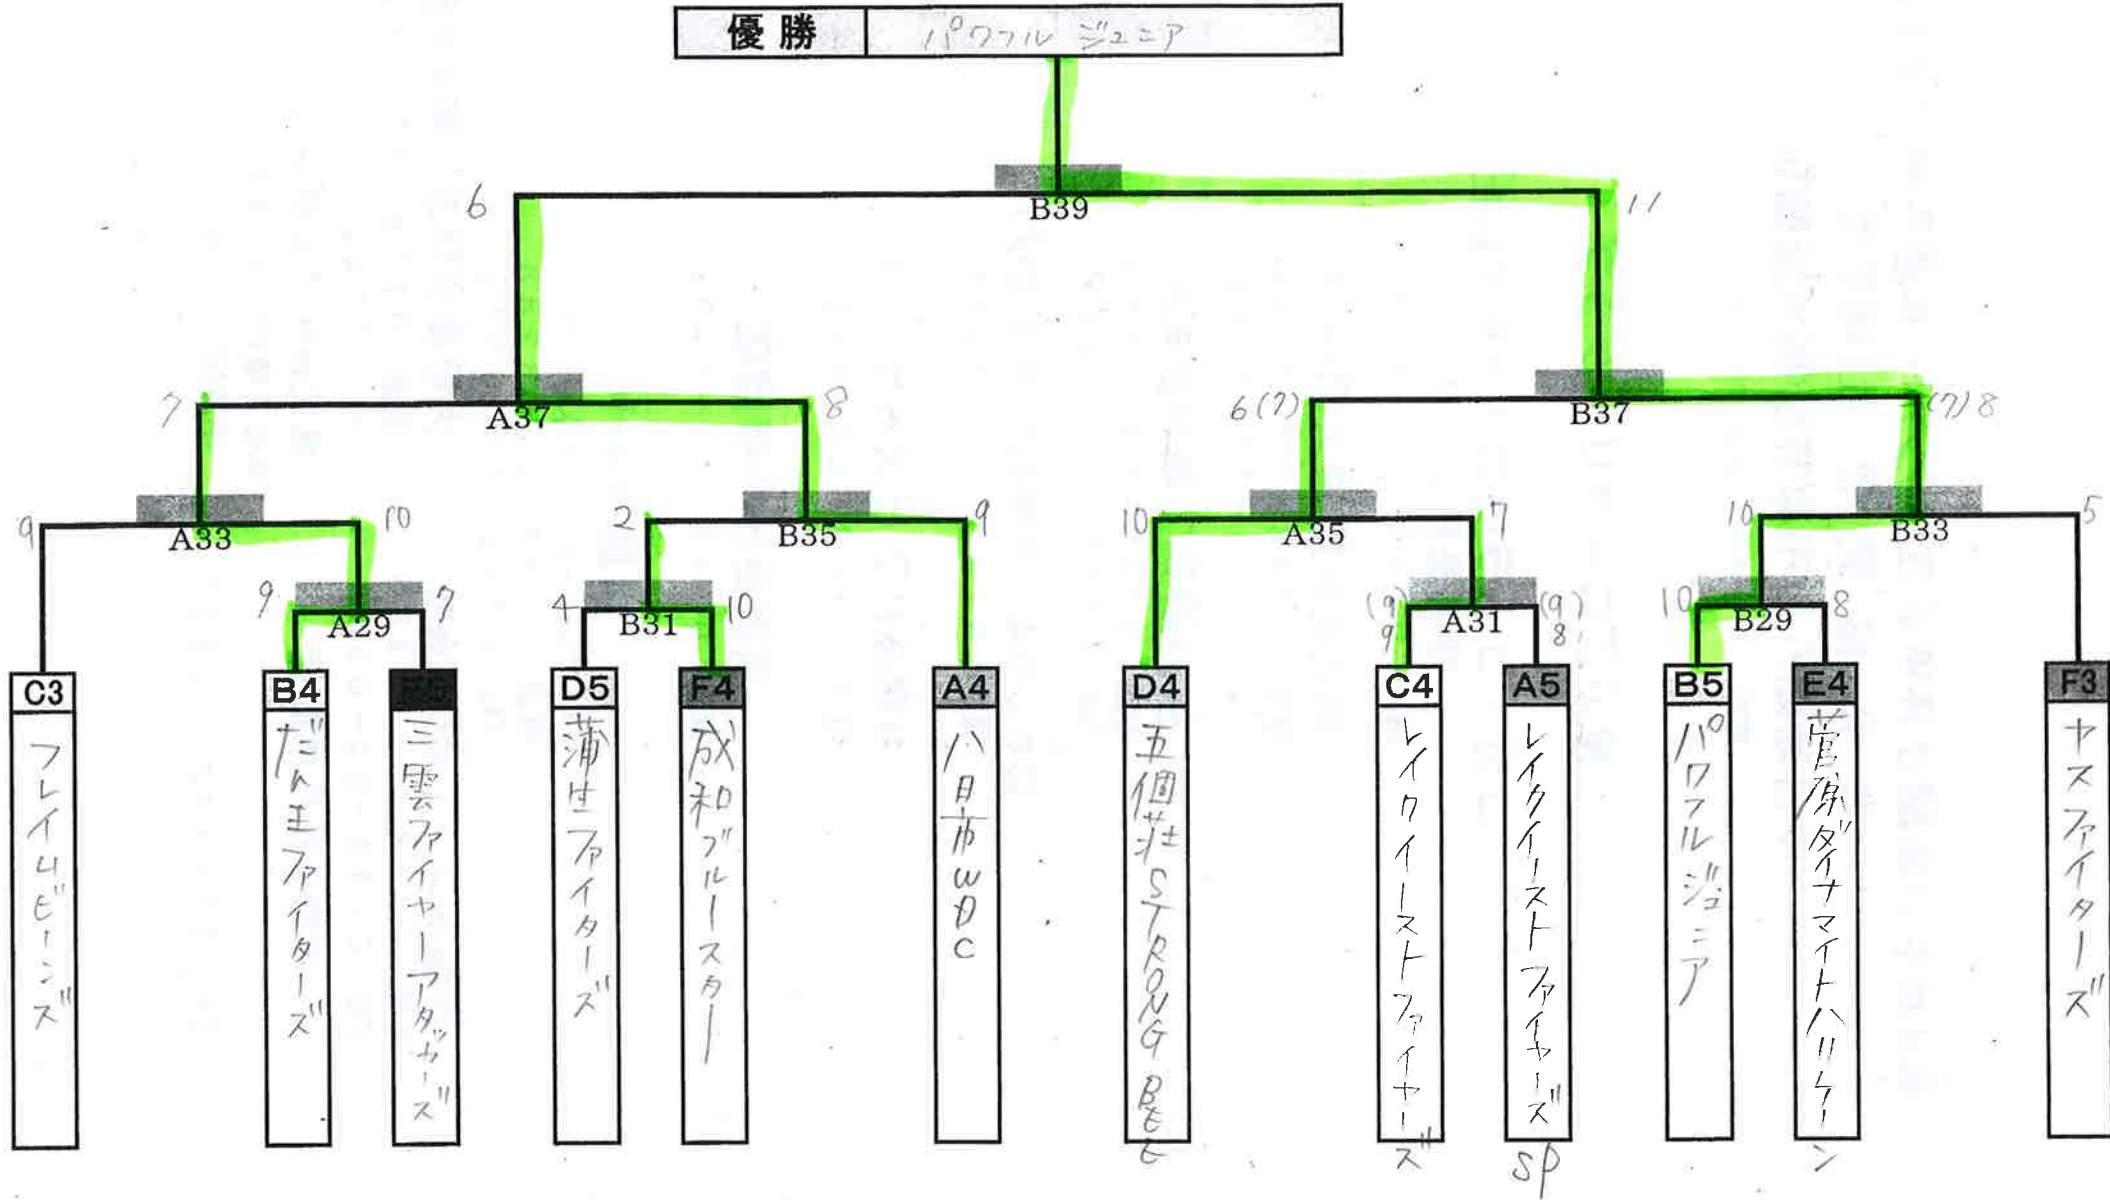 優勝 パワフルジュニア
6 B39 11
7 A37 8 6(7) B37 (7)8
9 A33 10 2 B35 9 10 A35 7 10 B33 5
9 A29 7 4 B31 10 (9)9 A31 (9)8 10 B29 8
C3 B4 D5 F4 A4 D4 C4 A5 B5 E4 F3
フレイムビーンズ
だい王ファイターズ
三雲ファイヤーアタッカーズ
蒲生ファイターズ
成和ブルースター
八日市WDC
五個荘STRONG BEE
レイクイーストファイヤーズ
レイクイーストファイヤーズSP
パワフルジュニア
菅原ダイナマイトハリケーン
ヤスファイターズ